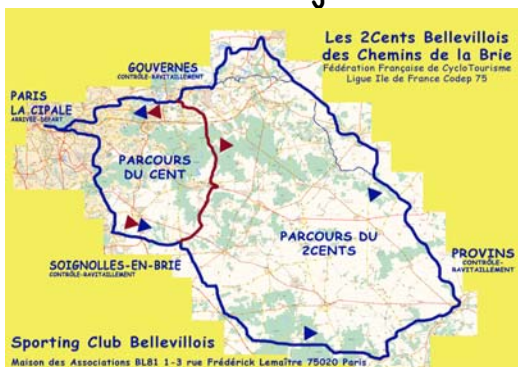 Les 2Cents Bellevillois
des Chemins de la Brie
Fédération Française de CycloTourisme
Ligue Ile de France Codep 75
GOUVERNES
CONTRÔLE-RAVITAILLEMENT
PARIS
LA CIPALE
ARRIVÉE-DÉPART
PARCOURS
DU CENT
PARCOURS DU
2CENTS
PROVINS
CONTRÔLE-
RAVITAILLEMENT
SOIGNOLLES-EN-BRIE
CONTRÔLE-RAVITAILLEMENT
Sporting Club Bellevillois
Maison des Associations BL81 1-3 rue Frédérick Lemaître 75020 Paris